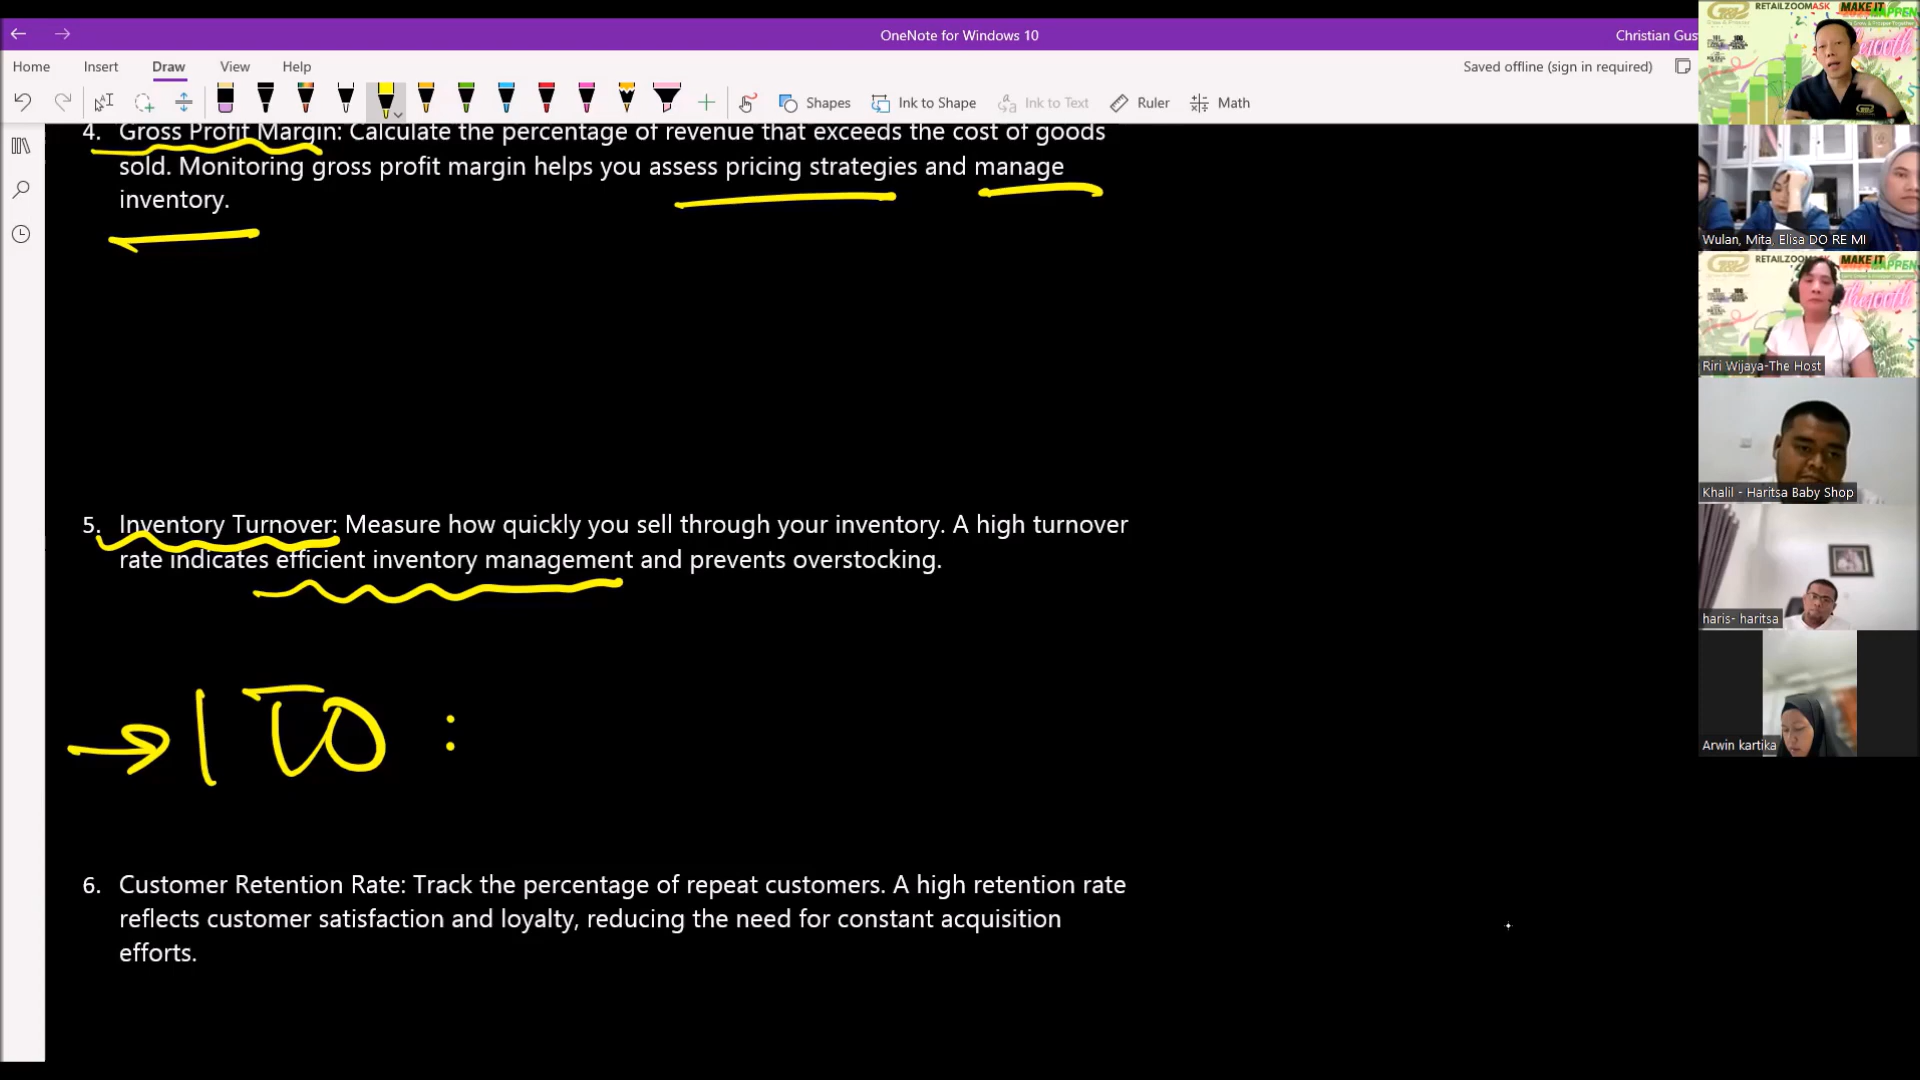 OneNote for Windows 10
Christian Gus
Home Insert Draw View Help
Saved offline (sign in required)
Shapes Ink to Shape Ink to Text Ruler Math
4. Gross Profit Margin: Calculate the percentage of revenue that exceeds the cost of goods
sold. Monitoring gross profit margin helps you assess pricing strategies and manage
inventory.
5. Inventory Turnover: Measure how quickly you sell through your inventory. A high turnover
rate indicates efficient inventory management and prevents overstocking.
→ ITO :
6. Customer Retention Rate: Track the percentage of repeat customers. A high retention rate
reflects customer satisfaction and loyalty, reducing the need for constant acquisition
efforts.
RETAILZOOMASK MAKE IT
Wulan, Mita, Elisa DO RE MI
MAKE IT
Riri Wijaya-The Host
Khalil - Haritsa Baby Shop
haris- haritsa
Arwin kartika